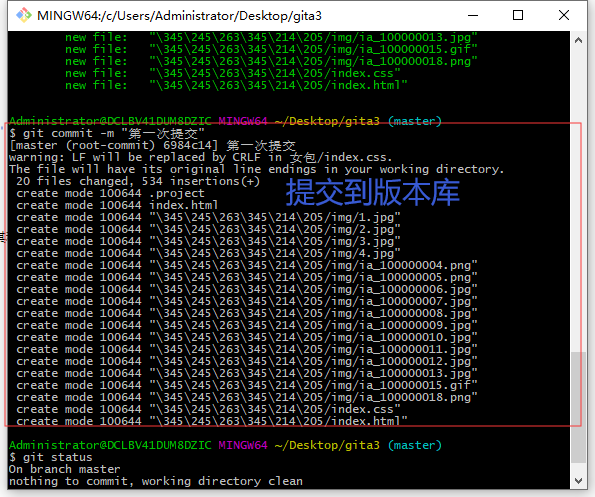 MINGW64:/c/Users/Administrator/Desktop/gita3
new file:   "\345\245\263\345\214\205/img/ia_100000013.jpg"
new file:   "\345\245\263\345\214\205/img/ia_100000015.gif"
new file:   "\345\245\263\345\214\205/img/ia_100000018.png"
new file:   "\345\245\263\345\214\205/index.css"
new file:   "\345\245\263\345\214\205/index.html"
Administrator@DCLBV41DUM8DZIC MINGW64 ~/Desktop/gita3 (master)
$ git commit -m "第一次提交"
[master (root-commit) 6984c14] 第一次提交
warning: LF will be replaced by CRLF in 女包/index.css.
The file will have its original line endings in your working directory.
20 files changed, 534 insertions(+)
create mode 100644 .project
提交到版本库
create mode 100644 index.html
create mode 100644 "\345\245\263\345\214\205/img/1.jpg"
create mode 100644 "\345\245\263\345\214\205/img/2.jpg"
create mode 100644 "\345\245\263\345\214\205/img/3.jpg"
create mode 100644 "\345\245\263\345\214\205/img/4.jpg"
create mode 100644 "\345\245\263\345\214\205/img/ia_100000004.png"
create mode 100644 "\345\245\263\345\214\205/img/ia_100000005.jpg"
create mode 100644 "\345\245\263\345\214\205/img/ia_100000006.jpg"
create mode 100644 "\345\245\263\345\214\205/img/ia_100000007.jpg"
create mode 100644 "\345\245\263\345\214\205/img/ia_100000008.jpg"
create mode 100644 "\345\245\263\345\214\205/img/ia_100000009.jpg"
create mode 100644 "\345\245\263\345\214\205/img/ia_100000010.jpg"
create mode 100644 "\345\245\263\345\214\205/img/ia_100000011.jpg"
create mode 100644 "\345\245\263\345\214\205/img/ia_100000012.jpg"
create mode 100644 "\345\245\263\345\214\205/img/ia_100000013.jpg"
create mode 100644 "\345\245\263\345\214\205/img/ia_100000015.gif"
create mode 100644 "\345\245\263\345\214\205/img/ia_100000018.png"
create mode 100644 "\345\245\263\345\214\205/index.css"
create mode 100644 "\345\245\263\345\214\205/index.html"
Administrator@DCLBV41DUM8DZIC MINGW64 ~/Desktop/gita3 (master)
$ git status
On branch master
nothing to commit, working directory clean